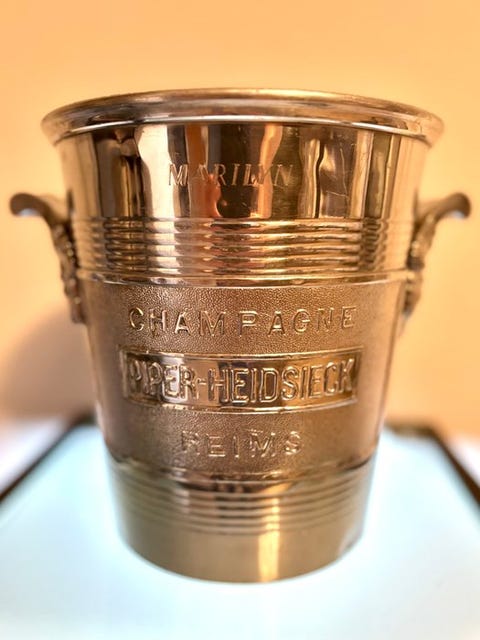 MARILYN
CHAMPAGNE
PIPER-HEIDSIECK
REIMS